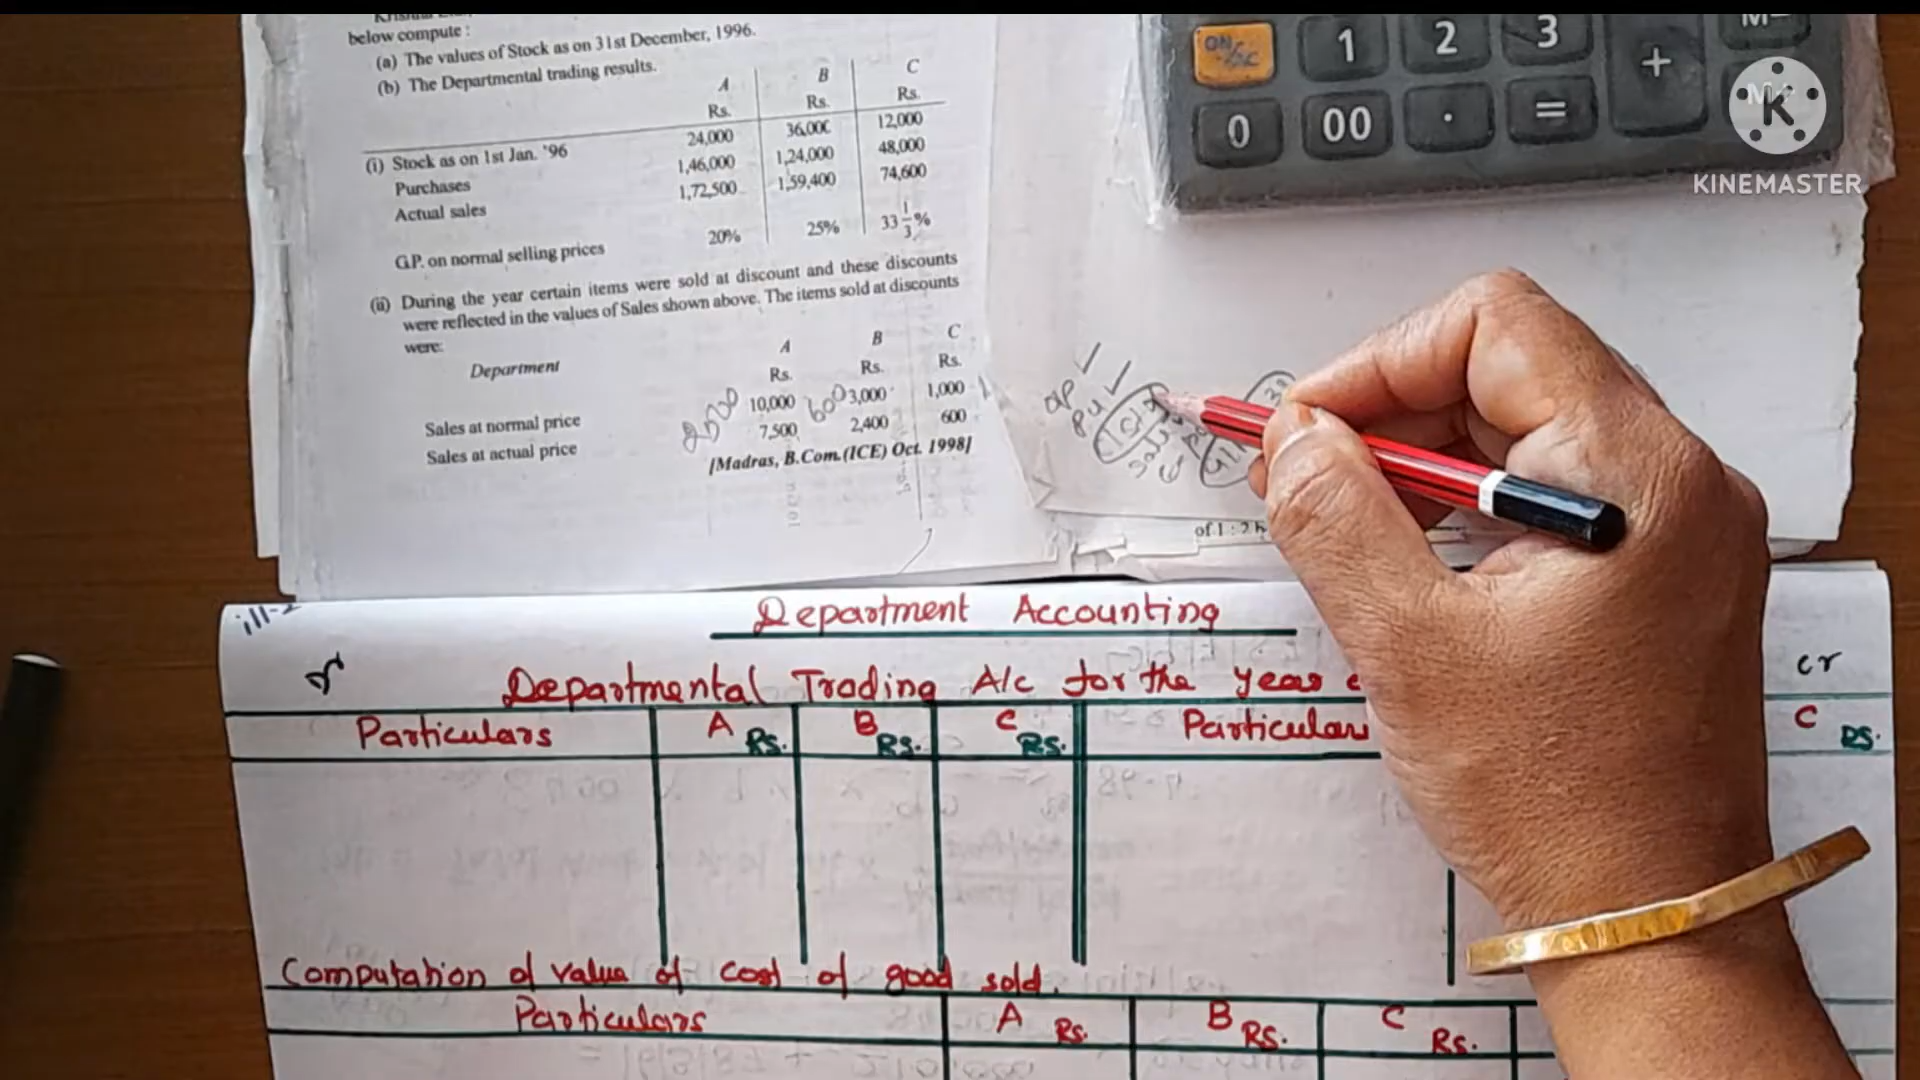 below compute :
(a) The values of Stock as on 31st December, 1996.
(b) The Departmental trading results.
A B C
Rs. Rs. Rs.
(i) Stock as on 1st Jan. '96 24,000 36,000 12,000
Purchases 1,46,000 1,24,000 48,000
Actual sales 1,72,500 1,59,400 74,600
G.P. on normal selling prices 20% 25% 33 1/3 %
(ii) During the year certain items were sold at discount and these discounts
were reflected in the values of Sales shown above. The items sold at discounts
were:
Department A B C
Rs. Rs. Rs.
Sales at normal price 10,000 3,000 1,000
Sales at actual price 7,500 2,400 600
2500 600
[Madras, B.Com.(ICE) Oct. 1998]
ON/ 1 2 3 +
0 00 . =
K
KINEMASTER
of 1 : 2
ill-2
Department Accounting
Dr Departmental Trading A/c for the year cr
Particulars A Rs. B Rs. C Rs. Particulars C RS.
Computation of value of cost of good sold.
Particulars A Rs. B Rs. C Rs.